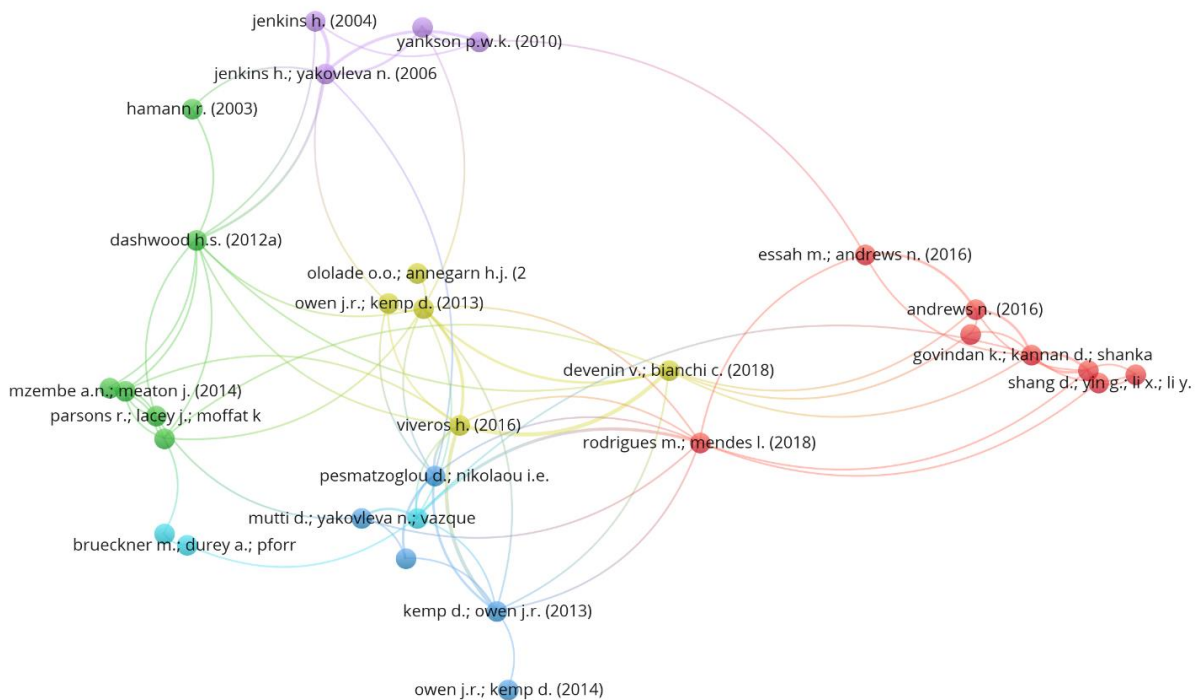 jenkins h. (2004)
yankson p.w.k. (2010)
jenkins h.; yakovleva n. (2006
hamann r. (2003)
dashwood h.s. (2012a)
essah m.; andrews n. (2016)
ololade o.o.; annegarn h.j. (2
owen j.r.; kemp d. (2013)
andrews n. (2016)
govindan k.; kannan d.; shanka
devenin v.; bianchi c. (2018)
shang d.; yin g.; li x.; li y.
mzembe a.n.; meaton j. (2014)
parsons r.; lacey j.; moffat k
viveros h. (2016)
rodrigues m.; mendes l. (2018)
pesmatzoglou d.; nikolaou i.e.
mutti d.; yakovleva n.; vazque
brueckner m.; durey a.; pforr
kemp d.; owen j.r. (2013)
owen j.r.; kemp d. (2014)